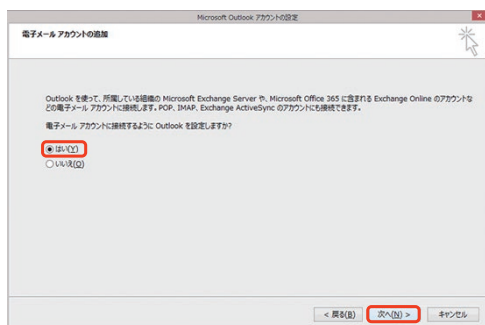 Microsoft Outlook アカウントの設定
電子メール アカウントの追加
Outlook を使って、所属している組織の Microsoft Exchange Server や、Microsoft Office 365 に含まれる Exchange Online のアカウントな
どの電子メール アカウントに接続します。POP、IMAP、Exchange ActiveSync のアカウントにも接続できます。
電子メール アカウントに接続するように Outlook を設定しますか?
はい(Y)
いいえ(O)
< 戻る(B) 次へ(N) > キャンセル